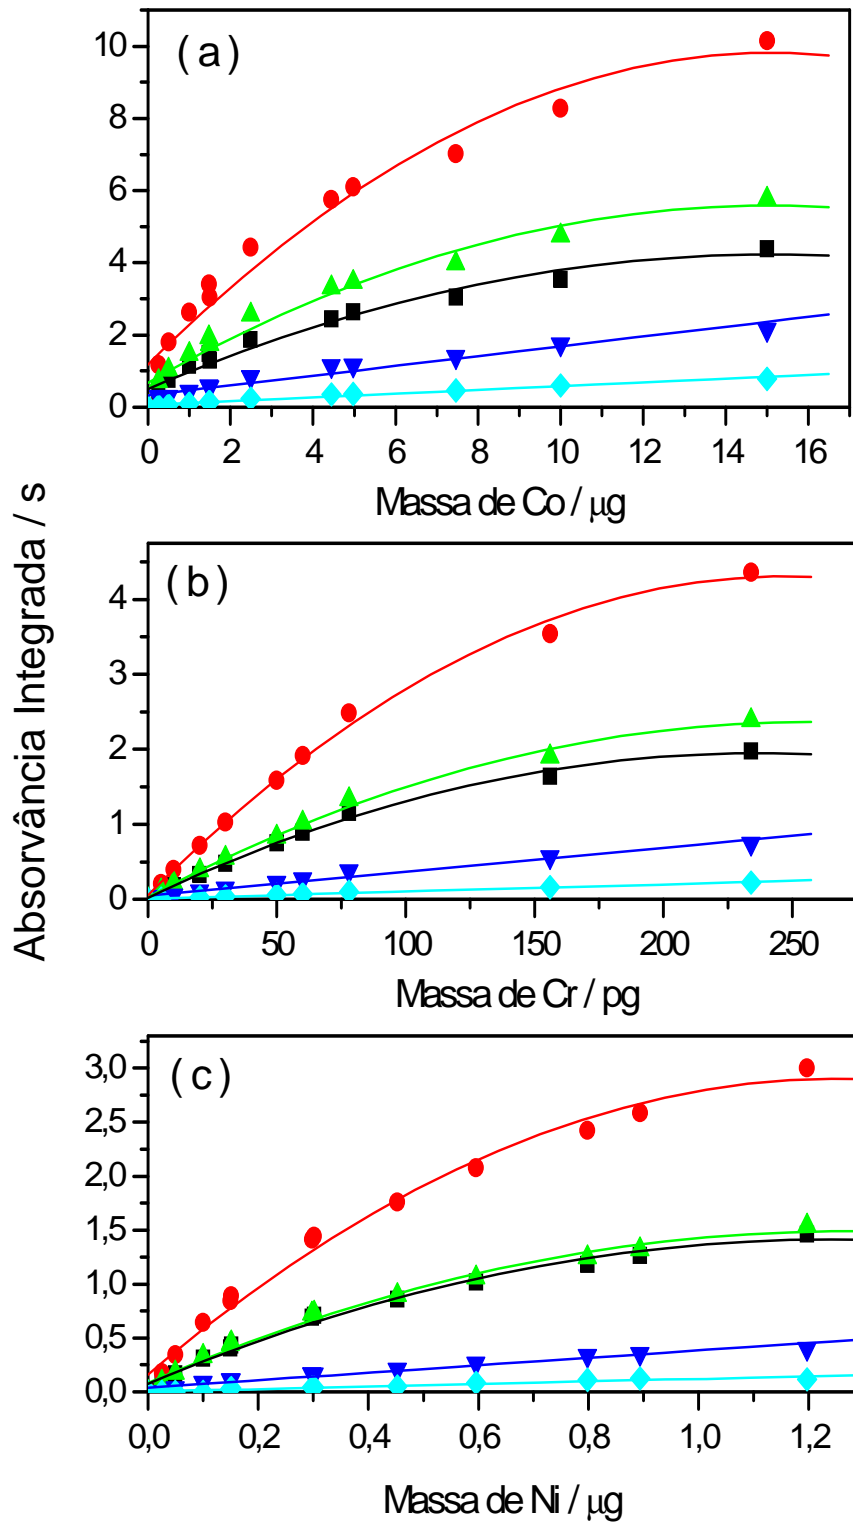 Absorvância Integrada / s
(a)
10
8
6
4
2
0
0 2 4 6 8 10 12 14 16
Massa de Co / μg
(b)
4
3
2
1
0
0 50 100 150 200 250
Massa de Cr / pg
(c)
3,0
2,5
2,0
1,5
1,0
0,5
0,0
0,0 0,2 0,4 0,6 0,8 1,0 1,2
Massa de Ni / μg